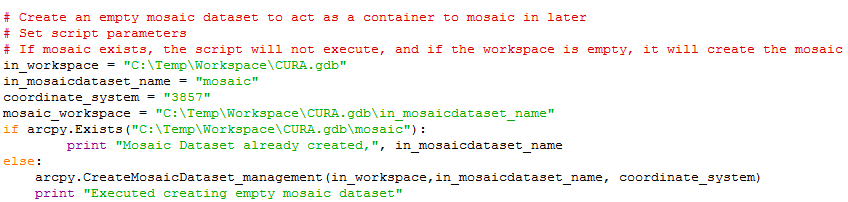 # Create an empty mosaic dataset to act as a container to mosaic in later
# Set script parameters
# If mosaic exists, the script will not execute, and if the workspace is empty, it will create the mosaic
in_workspace = "C:\Temp\Workspace\CURA.gdb"
in_mosaicdataset_name = "mosaic"
coordinate_system = "3857"
mosaic_workspace = "C:\Temp\Workspace\CURA.gdb\in_mosaicdataset_name"
if arcpy.Exists("C:\Temp\Workspace\CURA.gdb\mosaic"):
        print "Mosaic Dataset already created,", in_mosaicdataset_name
else:
    arcpy.CreateMosaicDataset_management(in_workspace,in_mosaicdataset_name, coordinate_system)
    print "Executed creating empty mosaic dataset"